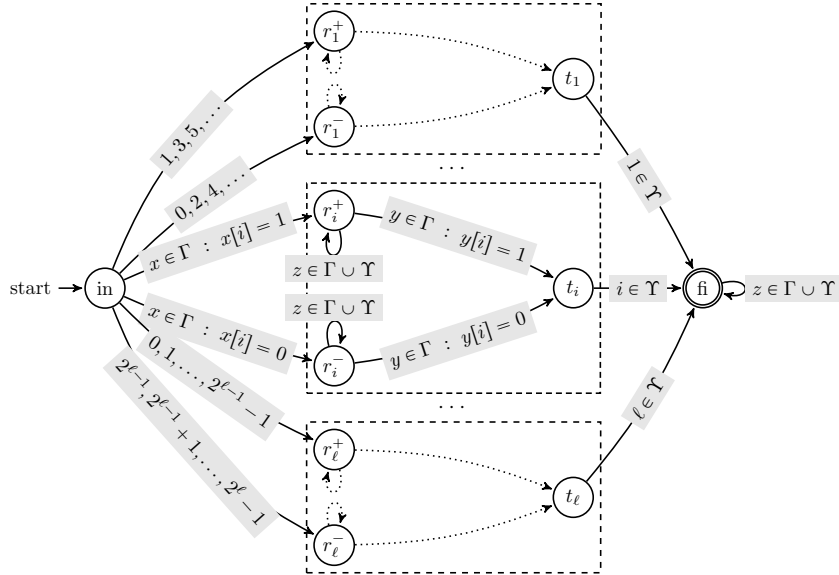 r₁⁺
t₁
r₁⁻
1, 3, 5, …
0, 2, 4, …
1 ∈ ϒ
…
r_i⁺
x ∈ Γ : x[i] = 1
y ∈ Γ : y[i] = 1
z ∈ Γ ∪ ϒ
start
in
t_i
i ∈ ϒ
fi
z ∈ Γ ∪ ϒ
z ∈ Γ ∪ ϒ
x ∈ Γ : x[i] = 0
y ∈ Γ : y[i] = 0
r_i⁻
0, 1, …, 2^{ℓ−1} − 1
2^{ℓ−1}, 2^{ℓ−1} + 1, …, 2^ℓ − 1
…
ℓ ∈ ϒ
r_ℓ⁺
t_ℓ
r_ℓ⁻